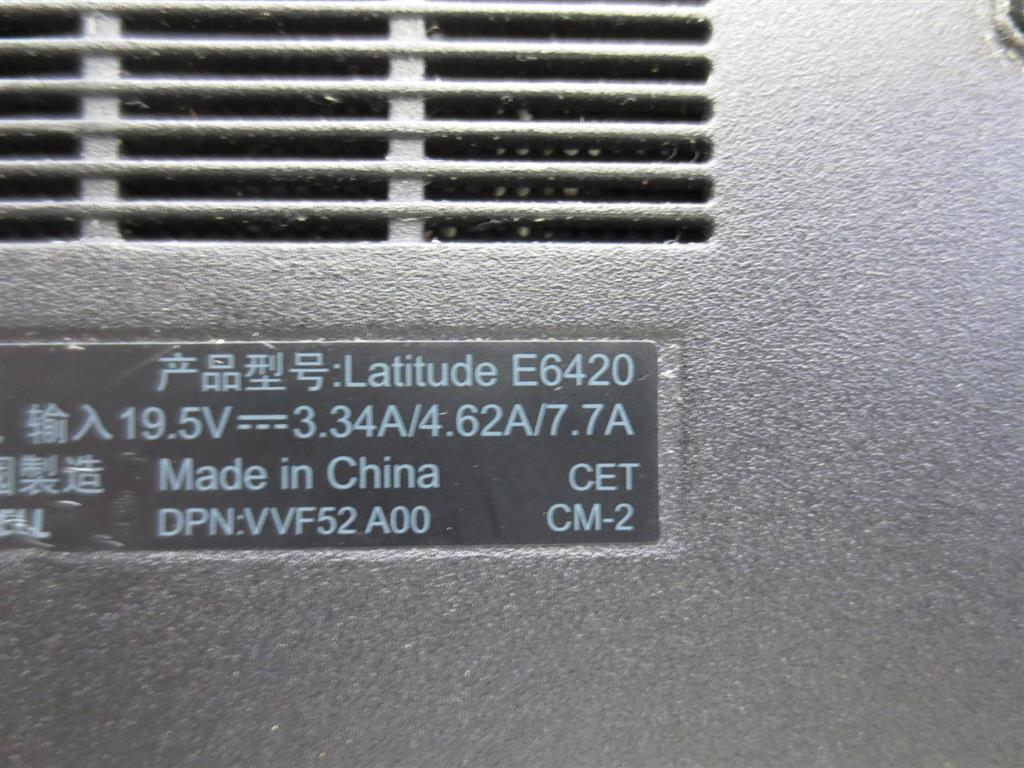 产品型号:Latitude E6420
输入19.5V⎓3.34A/4.62A/7.7A
製造 Made in China CET
DPN:VVF52 A00 CM-2